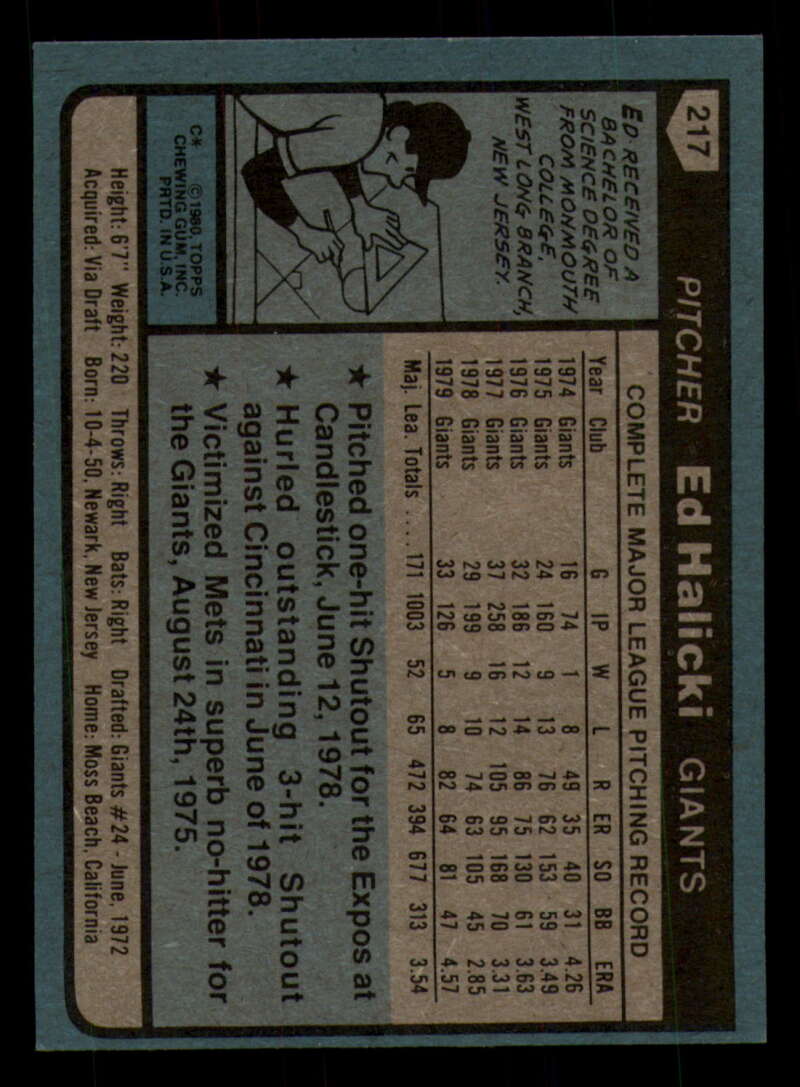 217
PITCHER Ed Halicki GIANTS
ED RECEIVED A
BACHELOR OF
SCIENCE DEGREE
FROM MONMOUTH
COLLEGE,
WEST LONG BRANCH,
NEW JERSEY.
C* ©1980, TOPPS
CHEWING GUM, INC.
PRTD. IN U.S.A.
COMPLETE MAJOR LEAGUE PITCHING RECORD
Year Club G IP W L R ER SO BB ERA
1974 Giants 16 74 1 8 49 35 40 31 4.26
1975 Giants 24 160 9 13 76 62 153 59 3.49
1976 Giants 32 186 12 14 86 75 130 61 3.63
1977 Giants 37 258 16 12 105 95 168 70 3.31
1978 Giants 29 199 9 10 74 63 105 45 2.85
1979 Giants 33 126 5 8 82 64 81 47 4.57
Maj. Lea. Totals .... 171 1003 52 65 472 394 677 313 3.54
★ Pitched one-hit Shutout for the Expos at
Candlestick, June 12, 1978.
★ Hurled outstanding 3-hit Shutout
against Cincinnati in June of 1978.
★ Victimized Mets in superb no-hitter for
the Giants, August 24th, 1975.
Height: 6'7" Weight: 220 Throws: Right Bats: Right Drafted: Giants #24 - June, 1972
Acquired: Via Draft Born: 10-4-50, Newark, New Jersey Home: Moss Beach, California